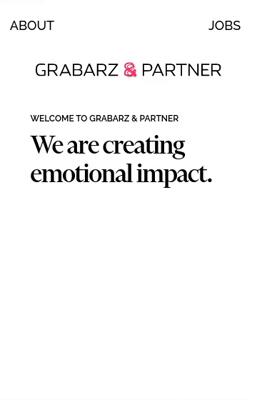 ABOUT JOBS
GRABARZ & PARTNER
WELCOME TO GRABARZ & PARTNER
We are creating
emotional impact.